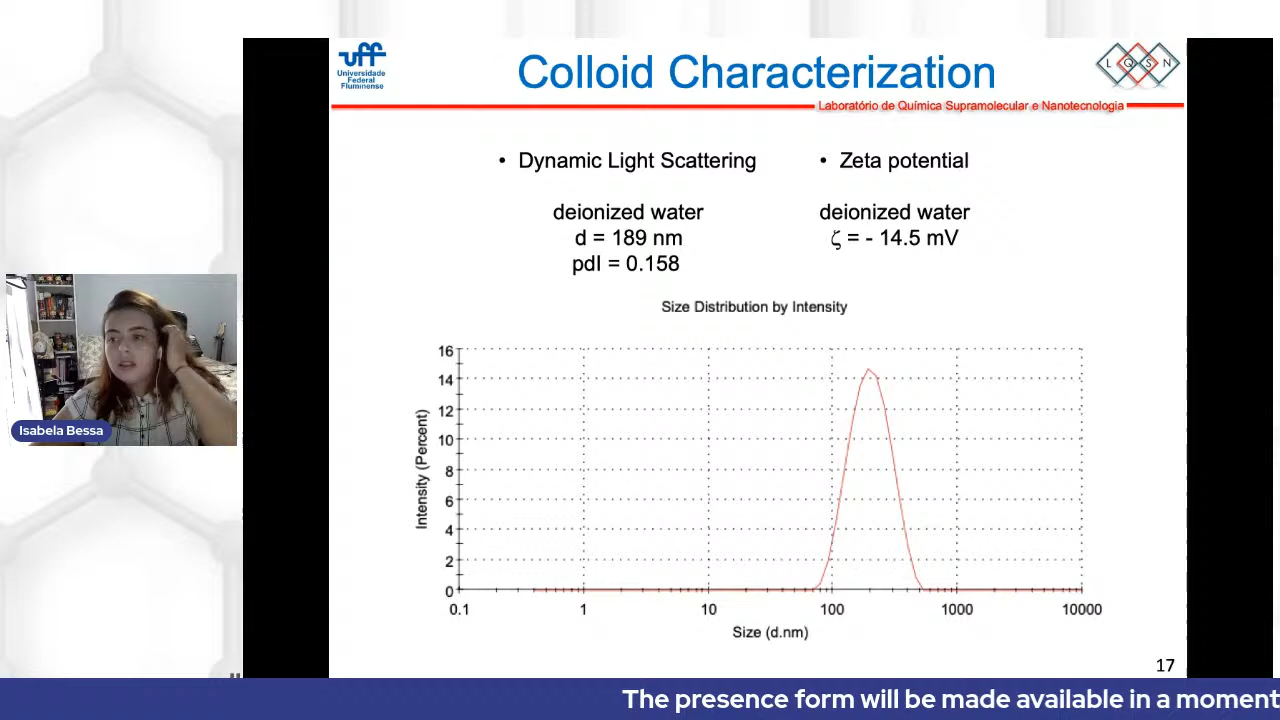 uff
Universidade
Federal
Fluminense
Colloid Characterization
L Q S N
Laboratório de Química Supramolecular e Nanotecnologia
• Dynamic Light Scattering
deionized water
d = 189 nm
pdI = 0.158
• Zeta potential
deionized water
ζ = - 14.5 mV
Size Distribution by Intensity
Intensity (Percent)
16
14
12
10
8
6
4
2
0
0.1 1 10 100 1000 10000
Size (d.nm)
17
Isabela Bessa
The presence form will be made available in a moment